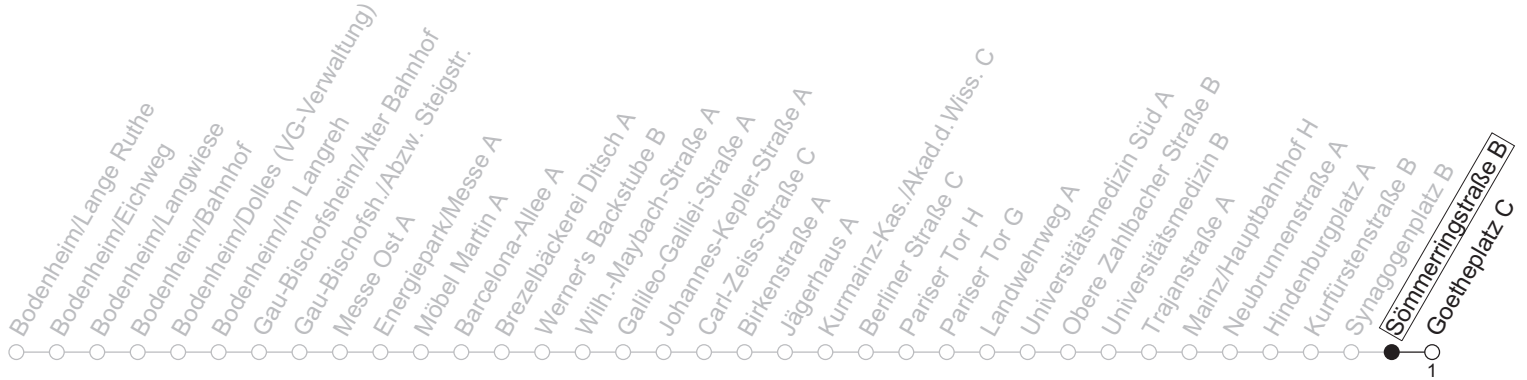 Bodenheim/Lange Ruthe
Bodenheim/Eichweg
Bodenheim/Langwiese
Bodenheim/Bahnhof
Bodenheim/Dolles (VG-Verwaltung)
Bodenheim/Im Langreh
Gau-Bischofsheim/Alter Bahnhof
Gau-Bischofsh./Abzw. Steigstr.
Messe Ost A
Energiepark/Messe A
Möbel Martin A
Barcelona-Allee A
Brezelbäckerei Ditsch A
Werner's Backstube B
Wilh.-Maybach-Straße A
Galileo-Galilei-Straße A
Johannes-Kepler-Straße A
Carl-Zeiss-Straße C
Birkenstraße A
Jägerhaus A
Kurmainz-Kas./Akad.d.Wiss. C
Berliner Straße C
Pariser Tor H
Pariser Tor G
Landwehrweg A
Universitätsmedizin Süd A
Obere Zahlbacher Straße B
Universitätsmedizin B
Trajanstraße A
Mainz/Hauptbahnhof H
Neubrunnenstraße A
Hindenburgplatz A
Kurfürstenstraße B
Synagogenplatz B
Sömmerringstraße B
Goetheplatz C
1